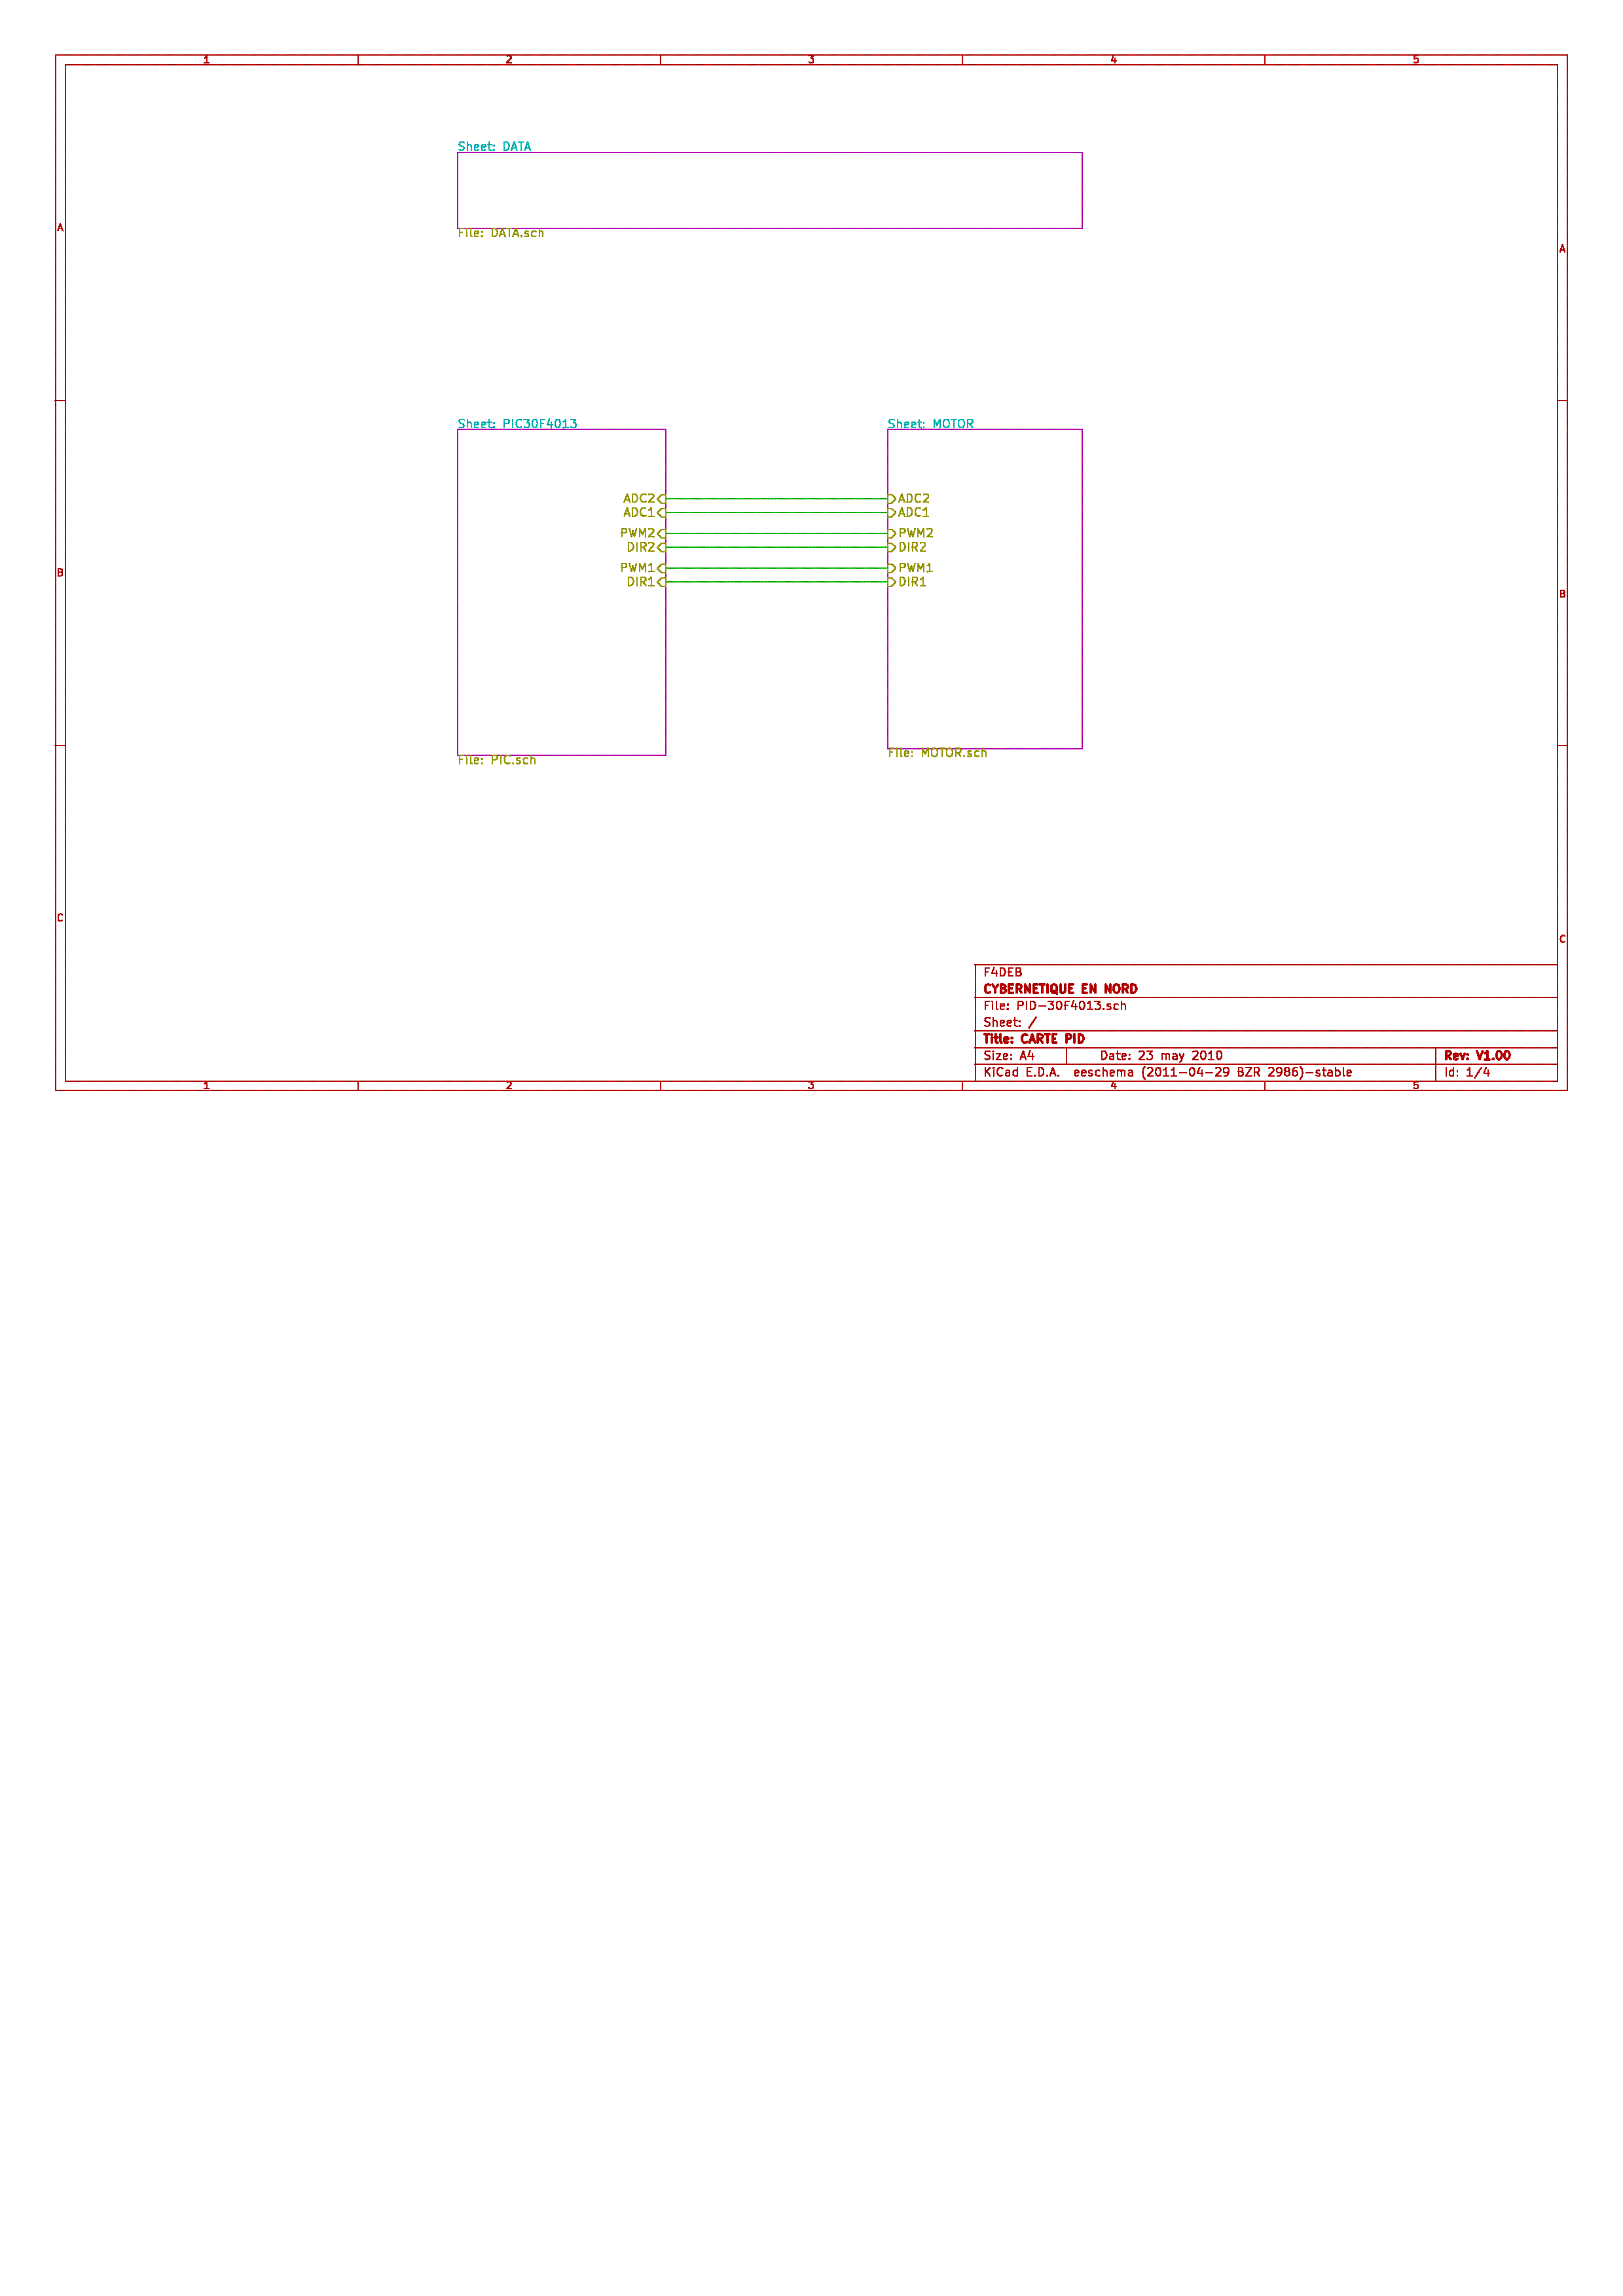 1 2 3 4 5
Sheet: DATA
File: DATA.sch
A
A
Sheet: PIC30F4013
Sheet: MOTOR
ADC2 ADC2
ADC1 ADC1
PWM2 PWM2
DIR2 DIR2
PWM1 PWM1
DIR1 DIR1
B
B
File: PIC.sch
File: MOTOR.sch
C
C
F4DEB
CYBERNETIQUE EN NORD
File: PID-30F4013.sch
Sheet: /
Title: CARTE PID
Size: A4 Date: 23 may 2010 Rev: V1.00
KiCad E.D.A. eeschema (2011-04-29 BZR 2986)-stable Id: 1/4
1 2 3 4 5